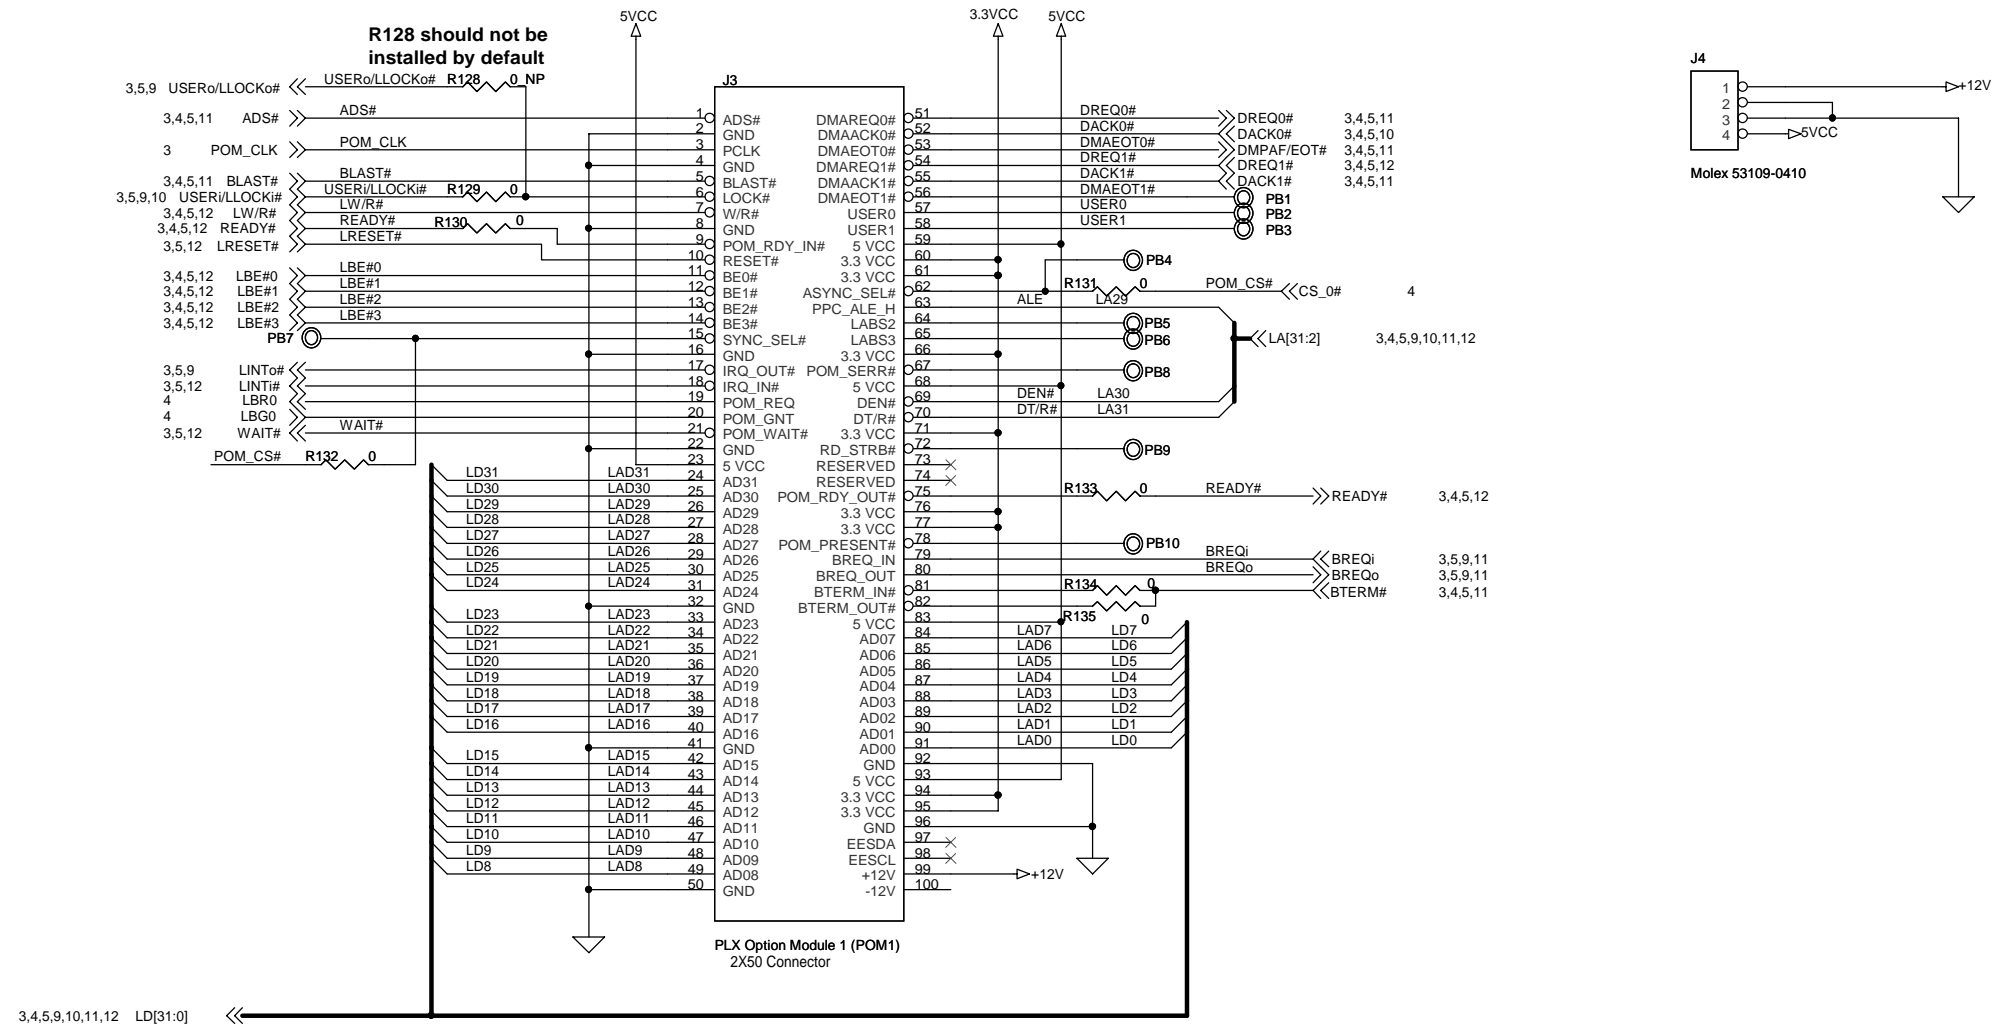 5VCC
3.3VCC
5VCC
R128 should not be
installed by default
3,5,9 USERo/LLOCKo# USERo/LLOCKo# R128 0_NP
3,4,5,11 ADS# ADS#
3 POM_CLK POM_CLK
3,4,5,11 BLAST# BLAST#
3,5,9,10 USERi/LLOCKi# USERi/LLOCKi# R129 0
3,4,5,12 LW/R# LW/R#
3,4,5,12 READY# READY# R130 0
3,5,12 LRESET# LRESET#
3,4,5,12 LBE#0 LBE#0
3,4,5,12 LBE#1 LBE#1
3,4,5,12 LBE#2 LBE#2
3,4,5,12 LBE#3 LBE#3
PB7
3,5,9 LINTo#
3,5,12 LINTi#
4 LBR0
4 LBG0
3,5,12 WAIT# WAIT#
POM_CS# R132 0
LD31 LAD31
LD30 LAD30
LD29 LAD29
LD28 LAD28
LD27 LAD27
LD26 LAD26
LD25 LAD25
LD24 LAD24
LD23 LAD23
LD22 LAD22
LD21 LAD21
LD20 LAD20
LD19 LAD19
LD18 LAD18
LD17 LAD17
LD16 LAD16
LD15 LAD15
LD14 LAD14
LD13 LAD13
LD12 LAD12
LD11 LAD11
LD10 LAD10
LD9 LAD9
LD8 LAD8
J3
1 ADS# DMAREQ0# 51
2 GND DMAACK0# 52
3 PCLK DMAEOT0# 53
4 GND DMAREQ1# 54
5 BLAST# DMAACK1# 55
6 LOCK# DMAEOT1# 56
7 W/R# USER0 57
8 GND USER1 58
9 POM_RDY_IN# 5 VCC 59
10 RESET# 3.3 VCC 60
11 BE0# 3.3 VCC 61
12 BE1# ASYNC_SEL# 62
13 BE2# PPC_ALE_H 63
14 BE3# LABS2 64
15 SYNC_SEL# LABS3 65
16 GND 3.3 VCC 66
17 IRQ_OUT# POM_SERR# 67
18 IRQ_IN# 5 VCC 68
19 POM_REQ DEN# 69
20 POM_GNT DT/R# 70
21 POM_WAIT# 3.3 VCC 71
22 GND RD_STRB# 72
23 5 VCC RESERVED 73
24 AD31 RESERVED 74
25 AD30 POM_RDY_OUT# 75
26 AD29 3.3 VCC 76
27 AD28 3.3 VCC 77
28 AD27 POM_PRESENT# 78
29 AD26 BREQ_IN 79
30 AD25 BREQ_OUT 80
31 AD24 BTERM_IN# 81
32 GND BTERM_OUT# 82
33 AD23 5 VCC 83
34 AD22 AD07 84
35 AD21 AD06 85
36 AD20 AD05 86
37 AD19 AD04 87
38 AD18 AD03 88
39 AD17 AD02 89
40 AD16 AD01 90
41 GND AD00 91
42 AD15 GND 92
43 AD14 5 VCC 93
44 AD13 3.3 VCC 94
45 AD12 3.3 VCC 95
46 AD11 GND 96
47 AD10 EESDA 97
48 AD09 EESCL 98
49 AD08 +12V 99
50 GND -12V 100
PLX Option Module 1 (POM1)
2X50 Connector
DREQ0# DREQ0# 3,4,5,11
DACK0# DACK0# 3,4,5,10
DMAEOT0# DMPAF/EOT# 3,4,5,11
DREQ1# DREQ1# 3,4,5,12
DACK1# DACK1# 3,4,5,11
DMAEOT1# PB1
USER0 PB2
USER1 PB3
PB4
R131 0 POM_CS# CS_0# 4
ALE LA29
PB5
PB6
LA[31:2] 3,4,5,9,10,11,12
PB8
DEN# LA30
DT/R# LA31
PB9
R133 0 READY# READY# 3,4,5,12
PB10
BREQi BREQi 3,5,9,11
BREQo BREQo 3,5,9,11
R134 0 BTERM# 3,4,5,11
R135 0
LAD7 LD7
LAD6 LD6
LAD5 LD5
LAD4 LD4
LAD3 LD3
LAD2 LD2
LAD1 LD1
LAD0 LD0
+12V
J4
1 +12V
2
3
4 5VCC
Molex 53109-0410
3,4,5,9,10,11,12 LD[31:0]